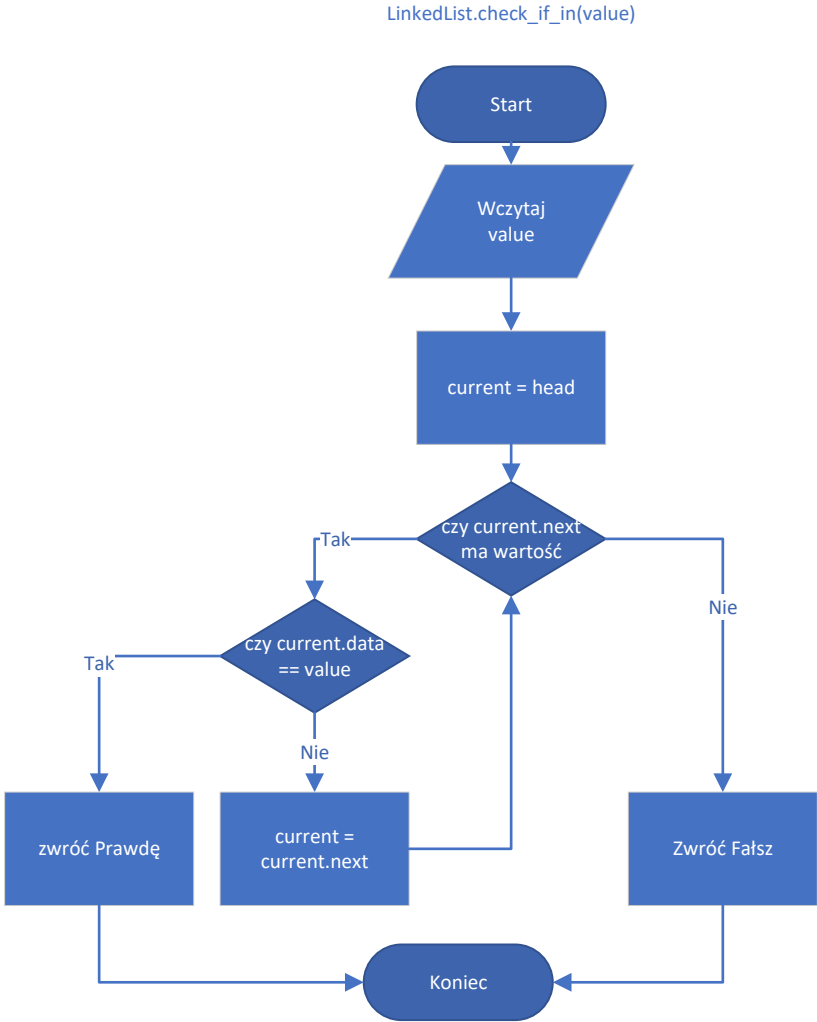 LinkedList.check_if_in(value)
Start
Wczytaj
value
current = head
czy current.next
ma wartość
Tak
Nie
czy current.data
== value
Tak
Nie
zwróć Prawdę
current =
current.next
Zwróć Fałsz
Koniec